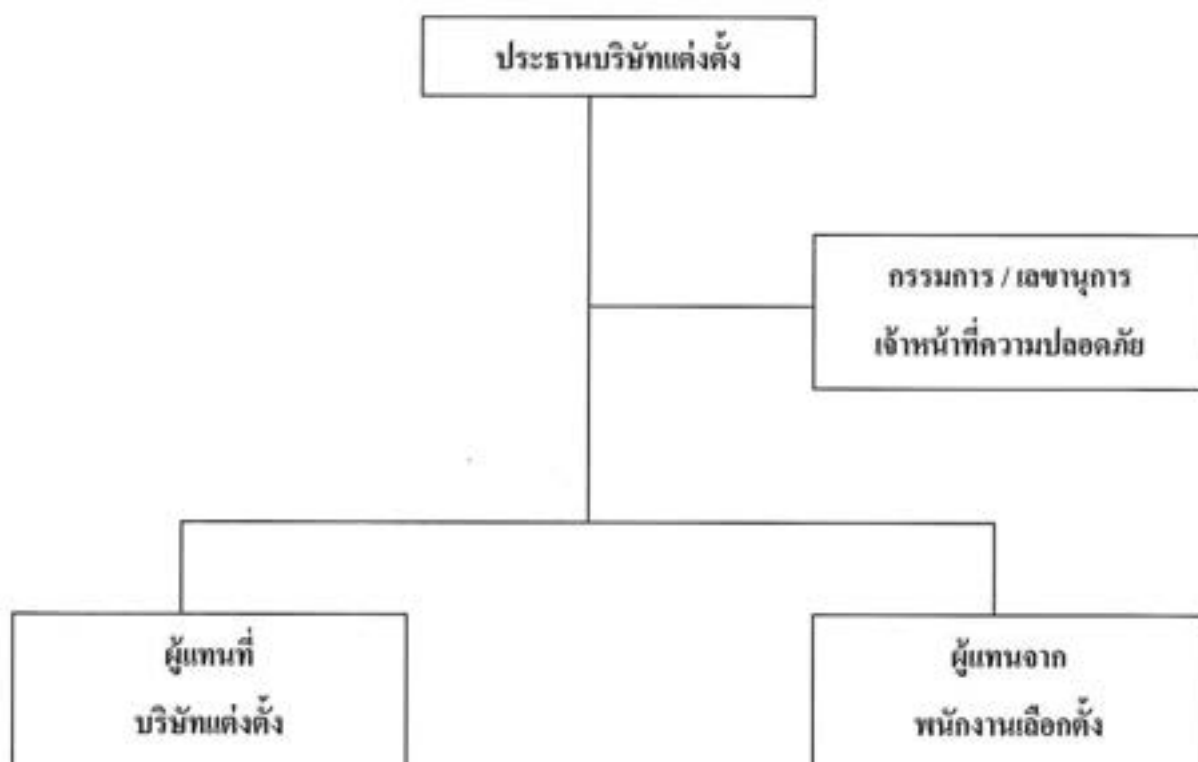 ประธานบริษัทแต่งตั้ง
กรรมการ / เลขานุการ
เจ้าหน้าที่ความปลอดภัย
ผู้แทนที่
บริษัทแต่งตั้ง
ผู้แทนจาก
พนักงานเลือกตั้ง